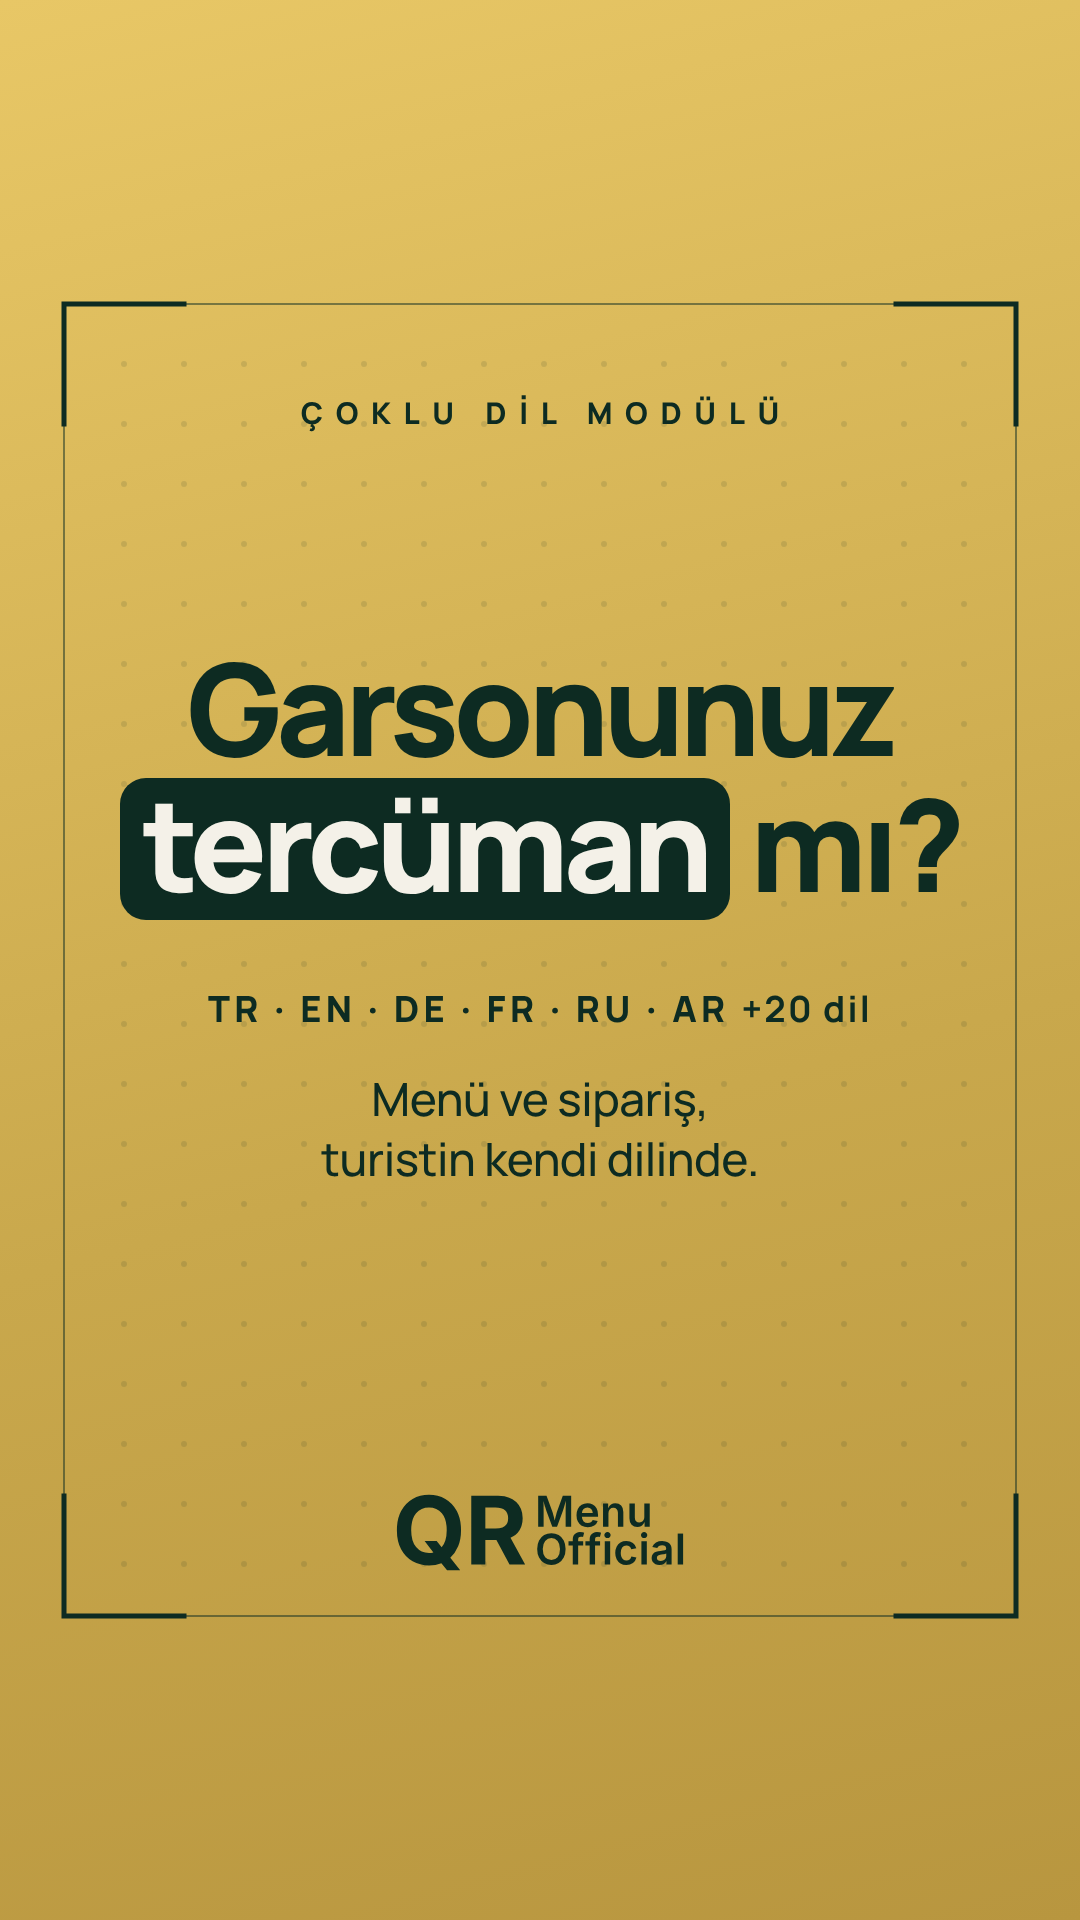 ÇOKLU DİL MODÜLÜ
Garsonunuz
tercüman mı?
TR · EN · DE · FR · RU · AR +20 dil
Menü ve sipariş,
turistin kendi dilinde.
QR Menu
Official